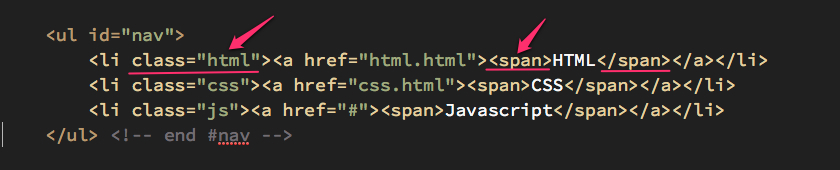 <ul id="nav">
<li class="html"><a href="html.html"><span>HTML</span></a></li>
<li class="css"><a href="css.html"><span>CSS</span></a></li>
<li class="js"><a href="#"><span>Javascript</span></a></li>
</ul> <!-- end #nav -->